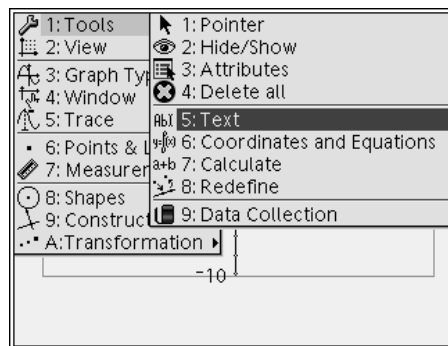 1: Tools
2: View
3: Graph Typ
4: Window
5: Trace
6: Points & L
7: Measurer
8: Shapes
9: Construct
A:Transformation
1: Pointer
2: Hide/Show
3: Attributes
4: Delete all
AbI 5: Text
y=f(x) 6: Coordinates and Equations
a+b 7: Calculate
8: Redefine
9: Data Collection
-10